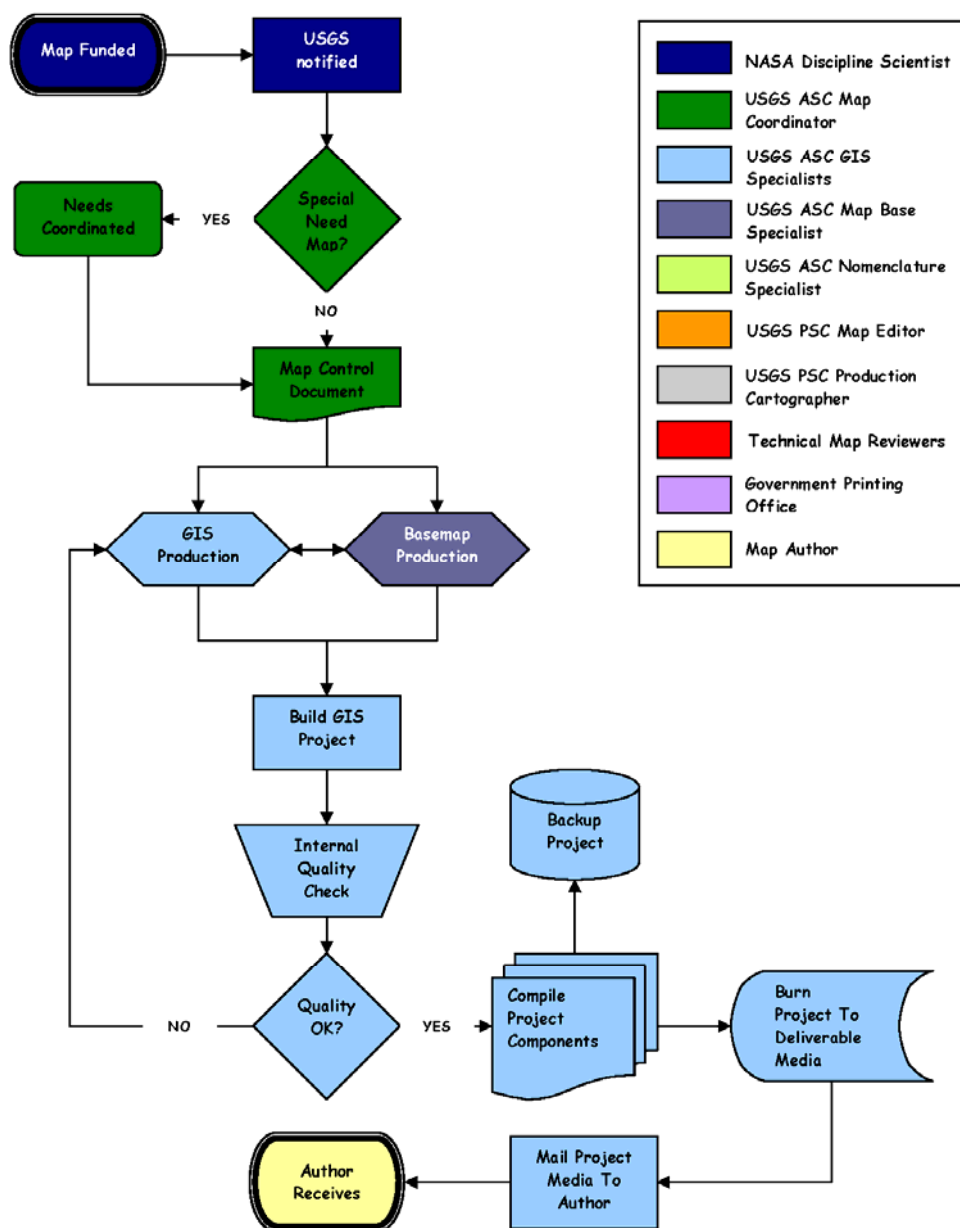 Map Funded
USGS
notified
Special
Need
Map?
YES
Needs
Coordinated
NO
Map Control
Document
GIS
Production
Basemap
Production
Build GIS
Project
Internal
Quality
Check
Backup
Project
Quality
OK?
NO
YES
Compile
Project
Components
Burn
Project To
Deliverable
Media
Mail Project
Media To
Author
Author
Receives
NASA Discipline Scientist
USGS ASC Map
Coordinator
USGS ASC GIS
Specialists
USGS ASC Map Base
Specialist
USGS ASC Nomenclature
Specialist
USGS PSC Map Editor
USGS PSC Production
Cartographer
Technical Map Reviewers
Government Printing
Office
Map Author